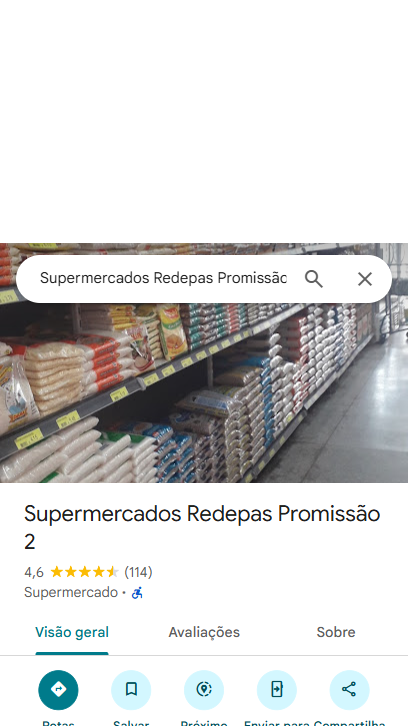 Supermercados Redepas Promissão
Supermercados Redepas Promissão
2
4,6 (114)
Supermercado ·
Visão geral Avaliações Sobre
Rotas Salvar Próximo Enviar para Compartilha